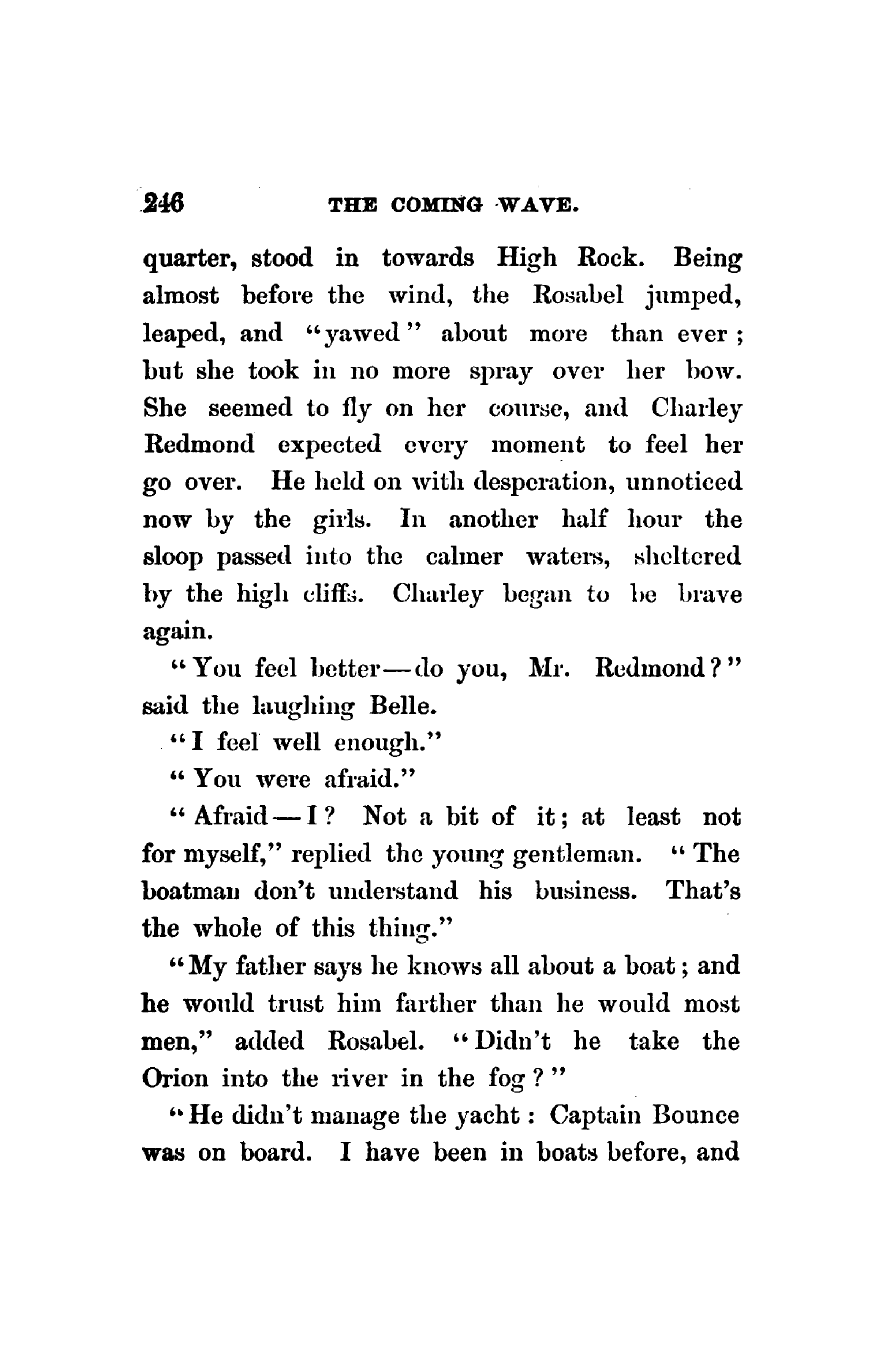 246 THE COMING WAVE.
quarter, stood in towards High Rock. Being
almost before the wind, the Rosabel jumped,
leaped, and "yawed" about more than ever;
but she took in no more spray over her bow.
She seemed to fly on her course, and Charley
Redmond expected every moment to feel her
go over. He held on with desperation, unnoticed
now by the girls. In another half hour the
sloop passed into the calmer waters, sheltered
by the high cliffs. Charley began to be brave
again.
"You feel better—do you, Mr. Redmond?"
said the laughing Belle.
"I feel well enough."
"You were afraid."
"Afraid—I? Not a bit of it; at least not
for myself," replied the young gentleman. "The
boatman don't understand his business. That's
the whole of this thing."
"My father says he knows all about a boat; and
he would trust him farther than he would most
men," added Rosabel. "Didn't he take the
Orion into the river in the fog?"
"He didn't manage the yacht: Captain Bounce
was on board. I have been in boats before, and